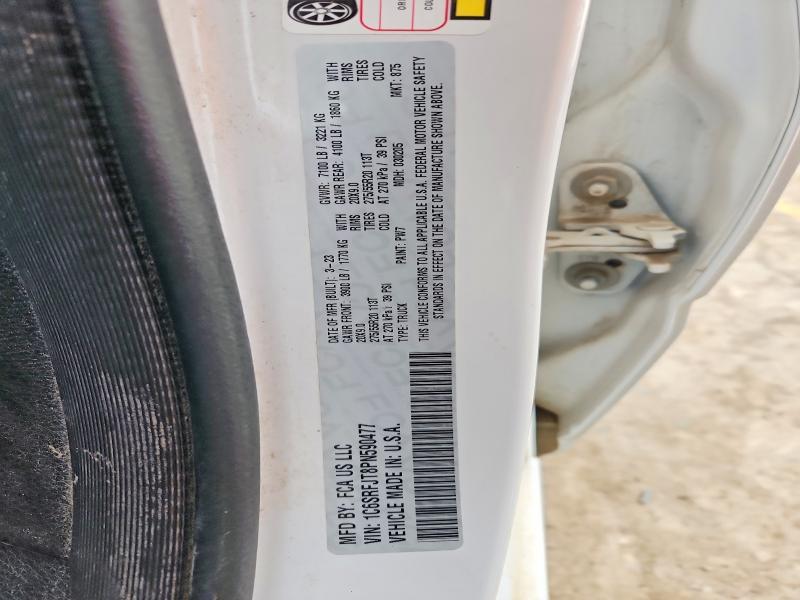 ORI
COL
MFD BY: FCA US LLC
DATE OF MFR (BUILT): 3-23
GVWR: 7100 LB / 3221 KG
VIN: 1C6SRFJT8PN590477
GAWR FRONT: 3900 LB / 1770 KG WITH
20X9.0 RIMS
275/55R20 113T TIRES
AT 270 kPa / 39 PSI COLD
GAWR REAR: 4100 LB / 1860 KG WITH
20X9.0 RIMS
275/55R20 113T TIRES
AT 270 kPa / 39 PSI COLD
VEHICLE MADE IN: U.S.A.
TYPE: TRUCK
PAINT: PW7
MDH: 030205
MKT: 875
THIS VEHICLE CONFORMS TO ALL APPLICABLE U.S.A. FEDERAL MOTOR VEHICLE SAFETY
STANDARDS IN EFFECT ON THE DATE OF MANUFACTURE SHOWN ABOVE.